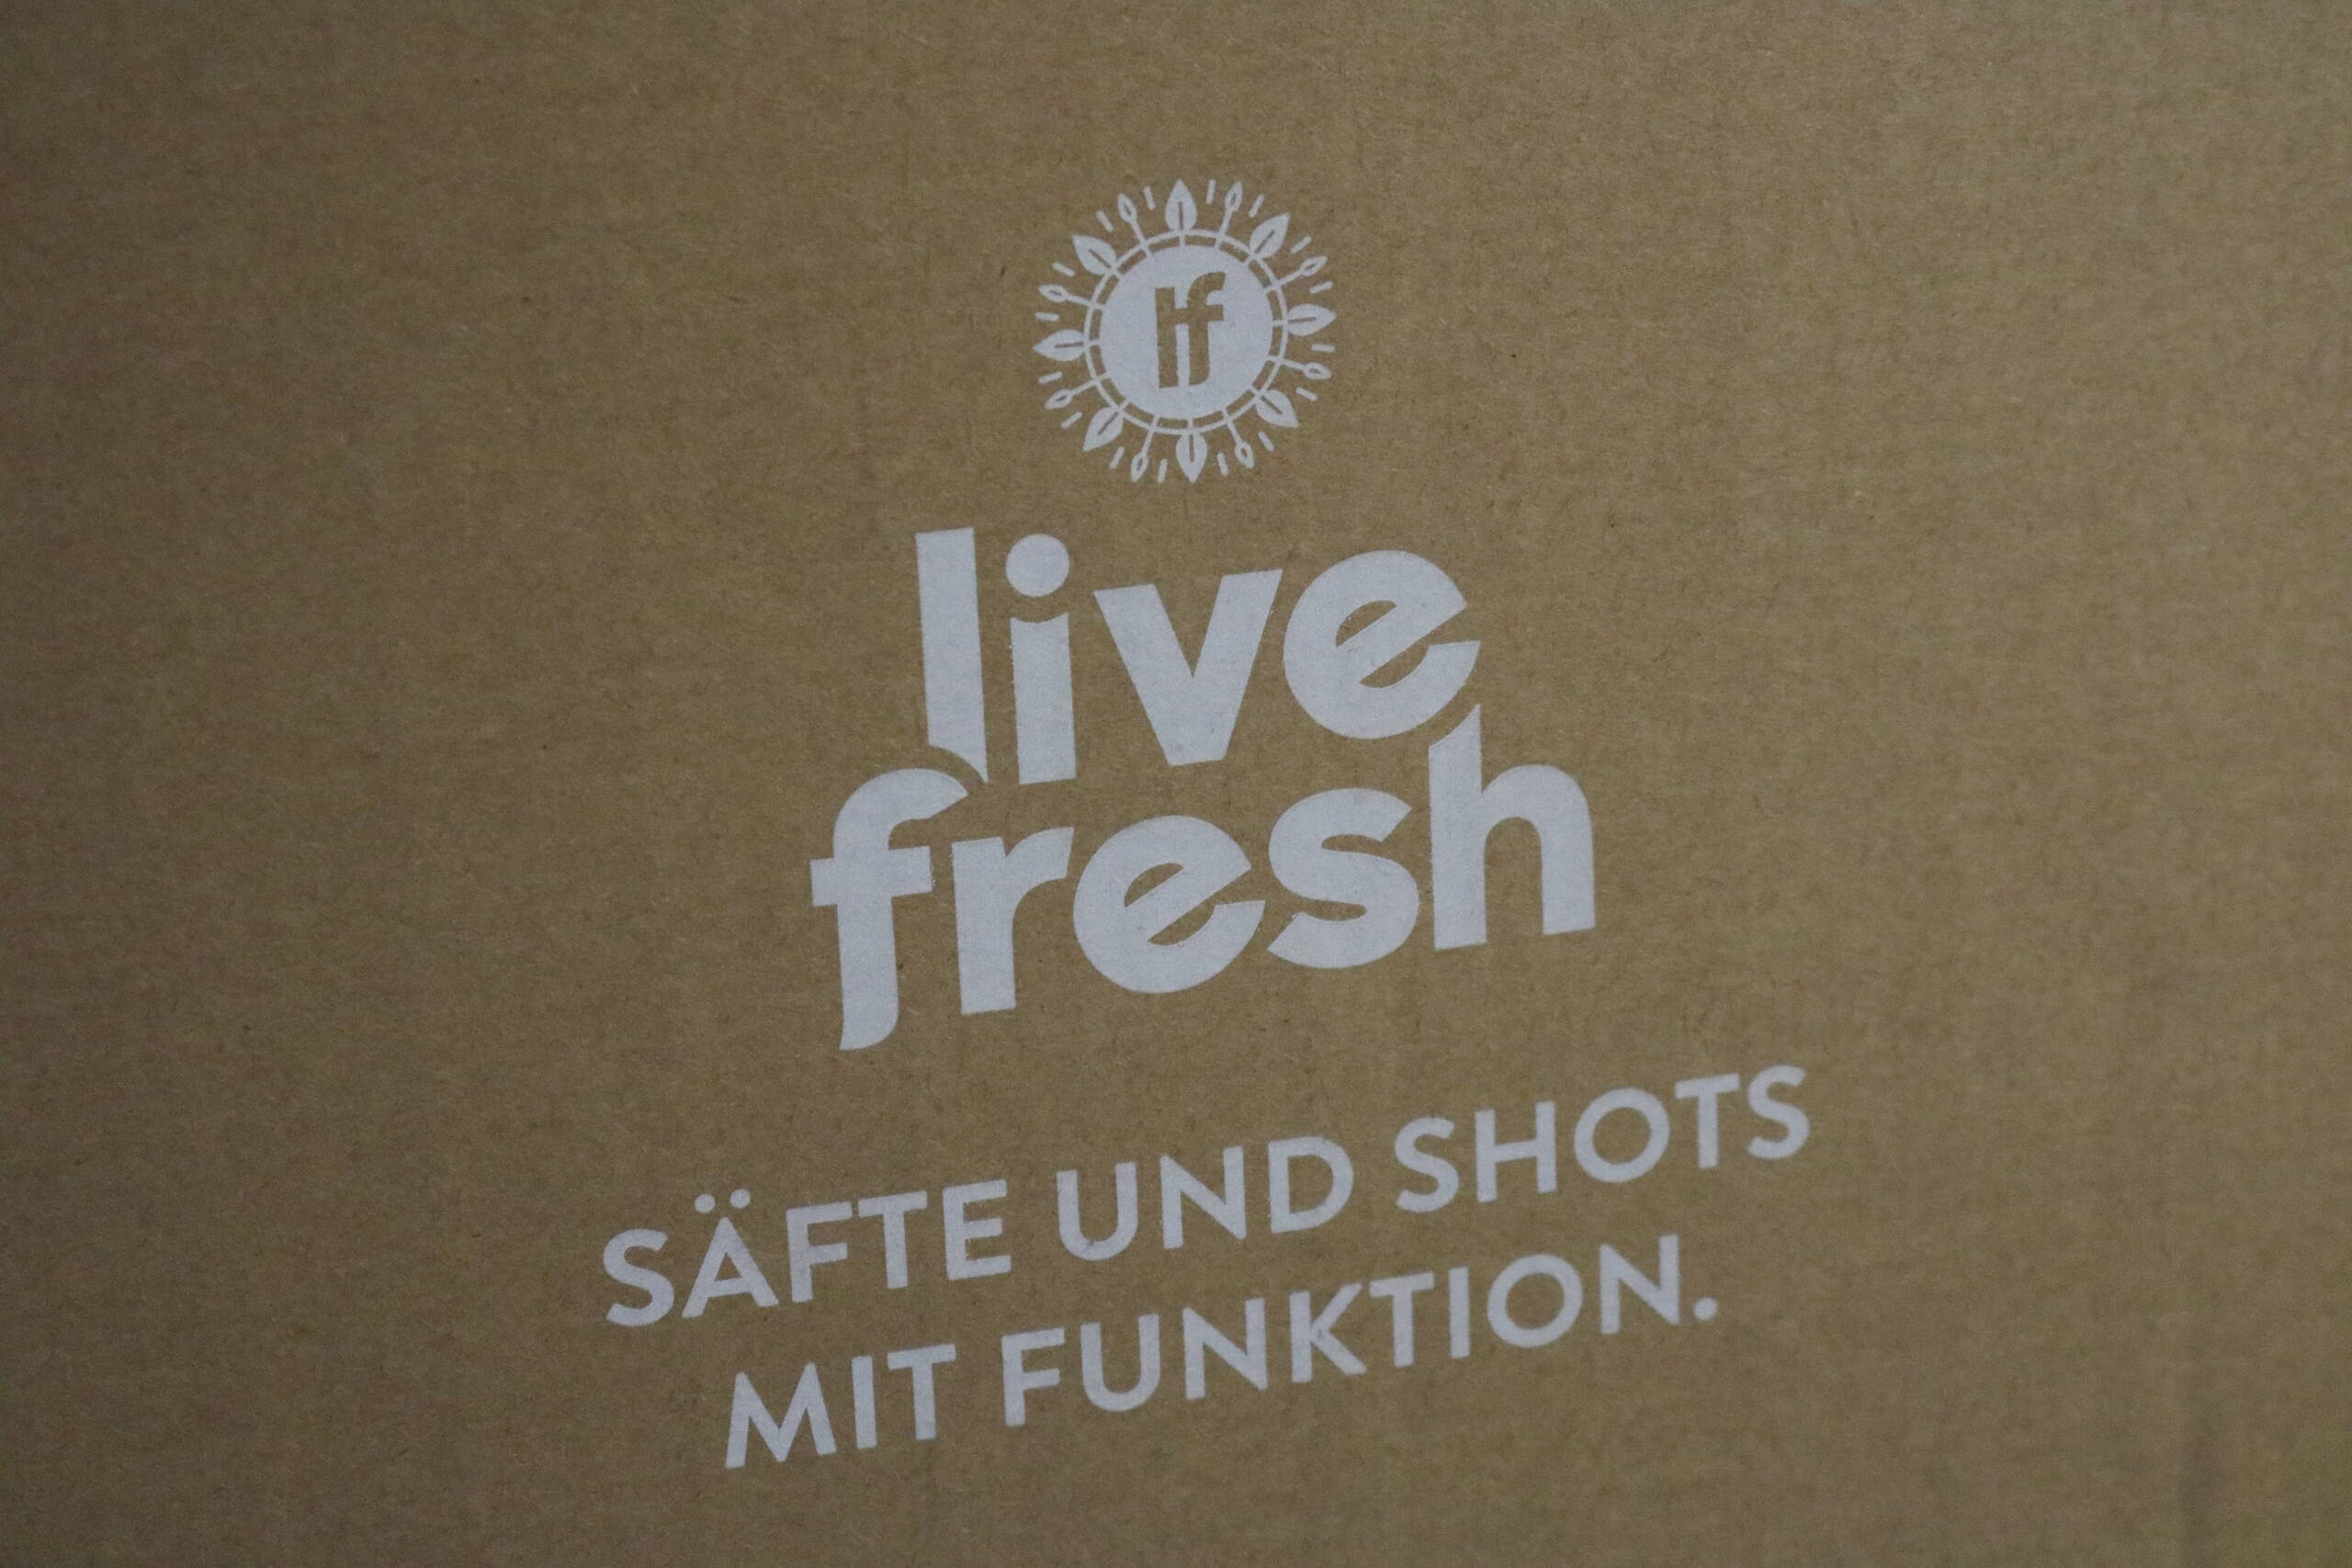 lf
live
fresh
SÄFTE UND SHOTS
MIT FUNKTION.